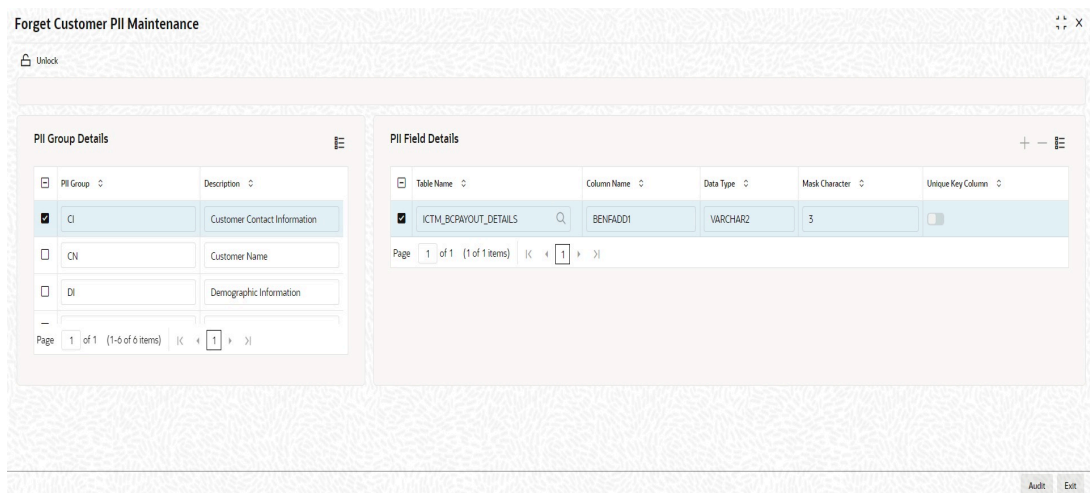 Forget Customer PII Maintenance
Unlock
PII Group Details
PII Group Description
CI Customer Contact Information
CN Customer Name
DI Demographic Information
Page 1 of 1 (1-6 of 6 items) 1
PII Field Details
Table Name Column Name Data Type Mask Character Unique Key Column
ICTM_BCPAYOUT_DETAILS BENFADD1 VARCHAR2 3
Page 1 of 1 (1 of 1 items) 1
Audit Exit